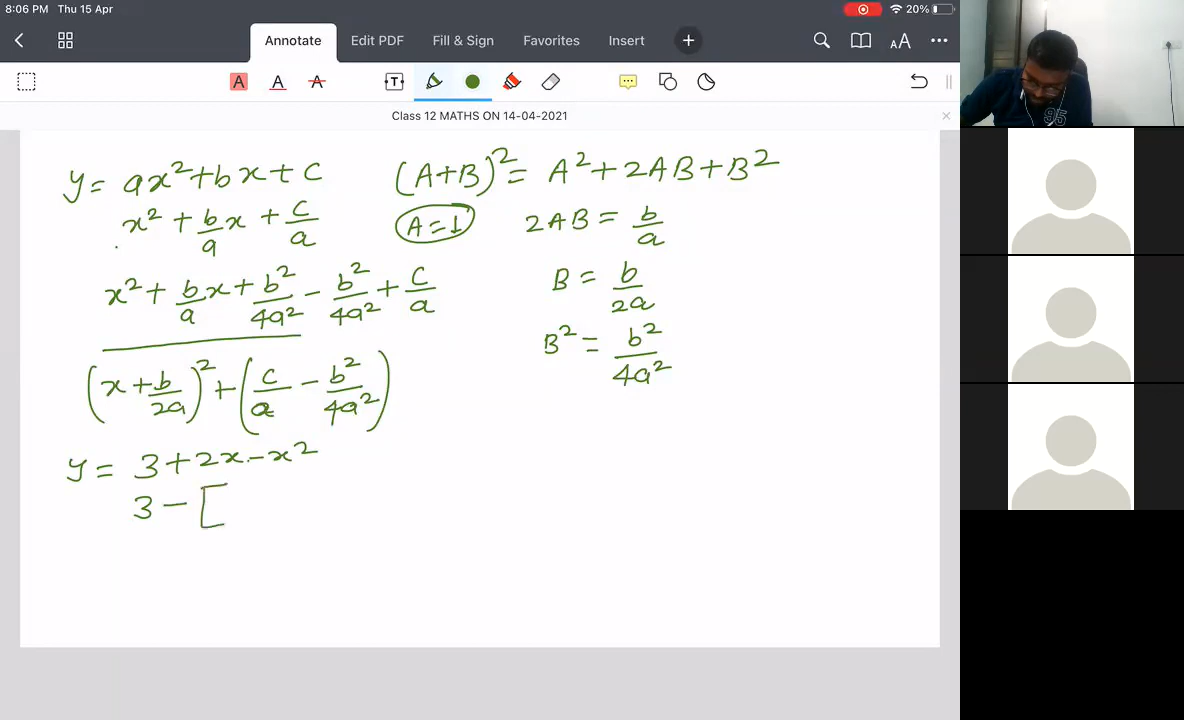 8:06 PM Thu 15 Apr
20%
Annotate Edit PDF Fill & Sign Favorites Insert
Class 12 MATHS ON 14-04-2021
y = ax² + bx + c
(A+B)² = A² + 2AB + B²
x² + b/a x + c/a
A = 1
2AB = b/a
x² + b/a x + b²/4a² - b²/4a² + c/a
B = b/2a
B² = b²/4a²
(x + b/2a)² + (c/a - b²/4a²)
y = 3 + 2x - x²
3 - [
95